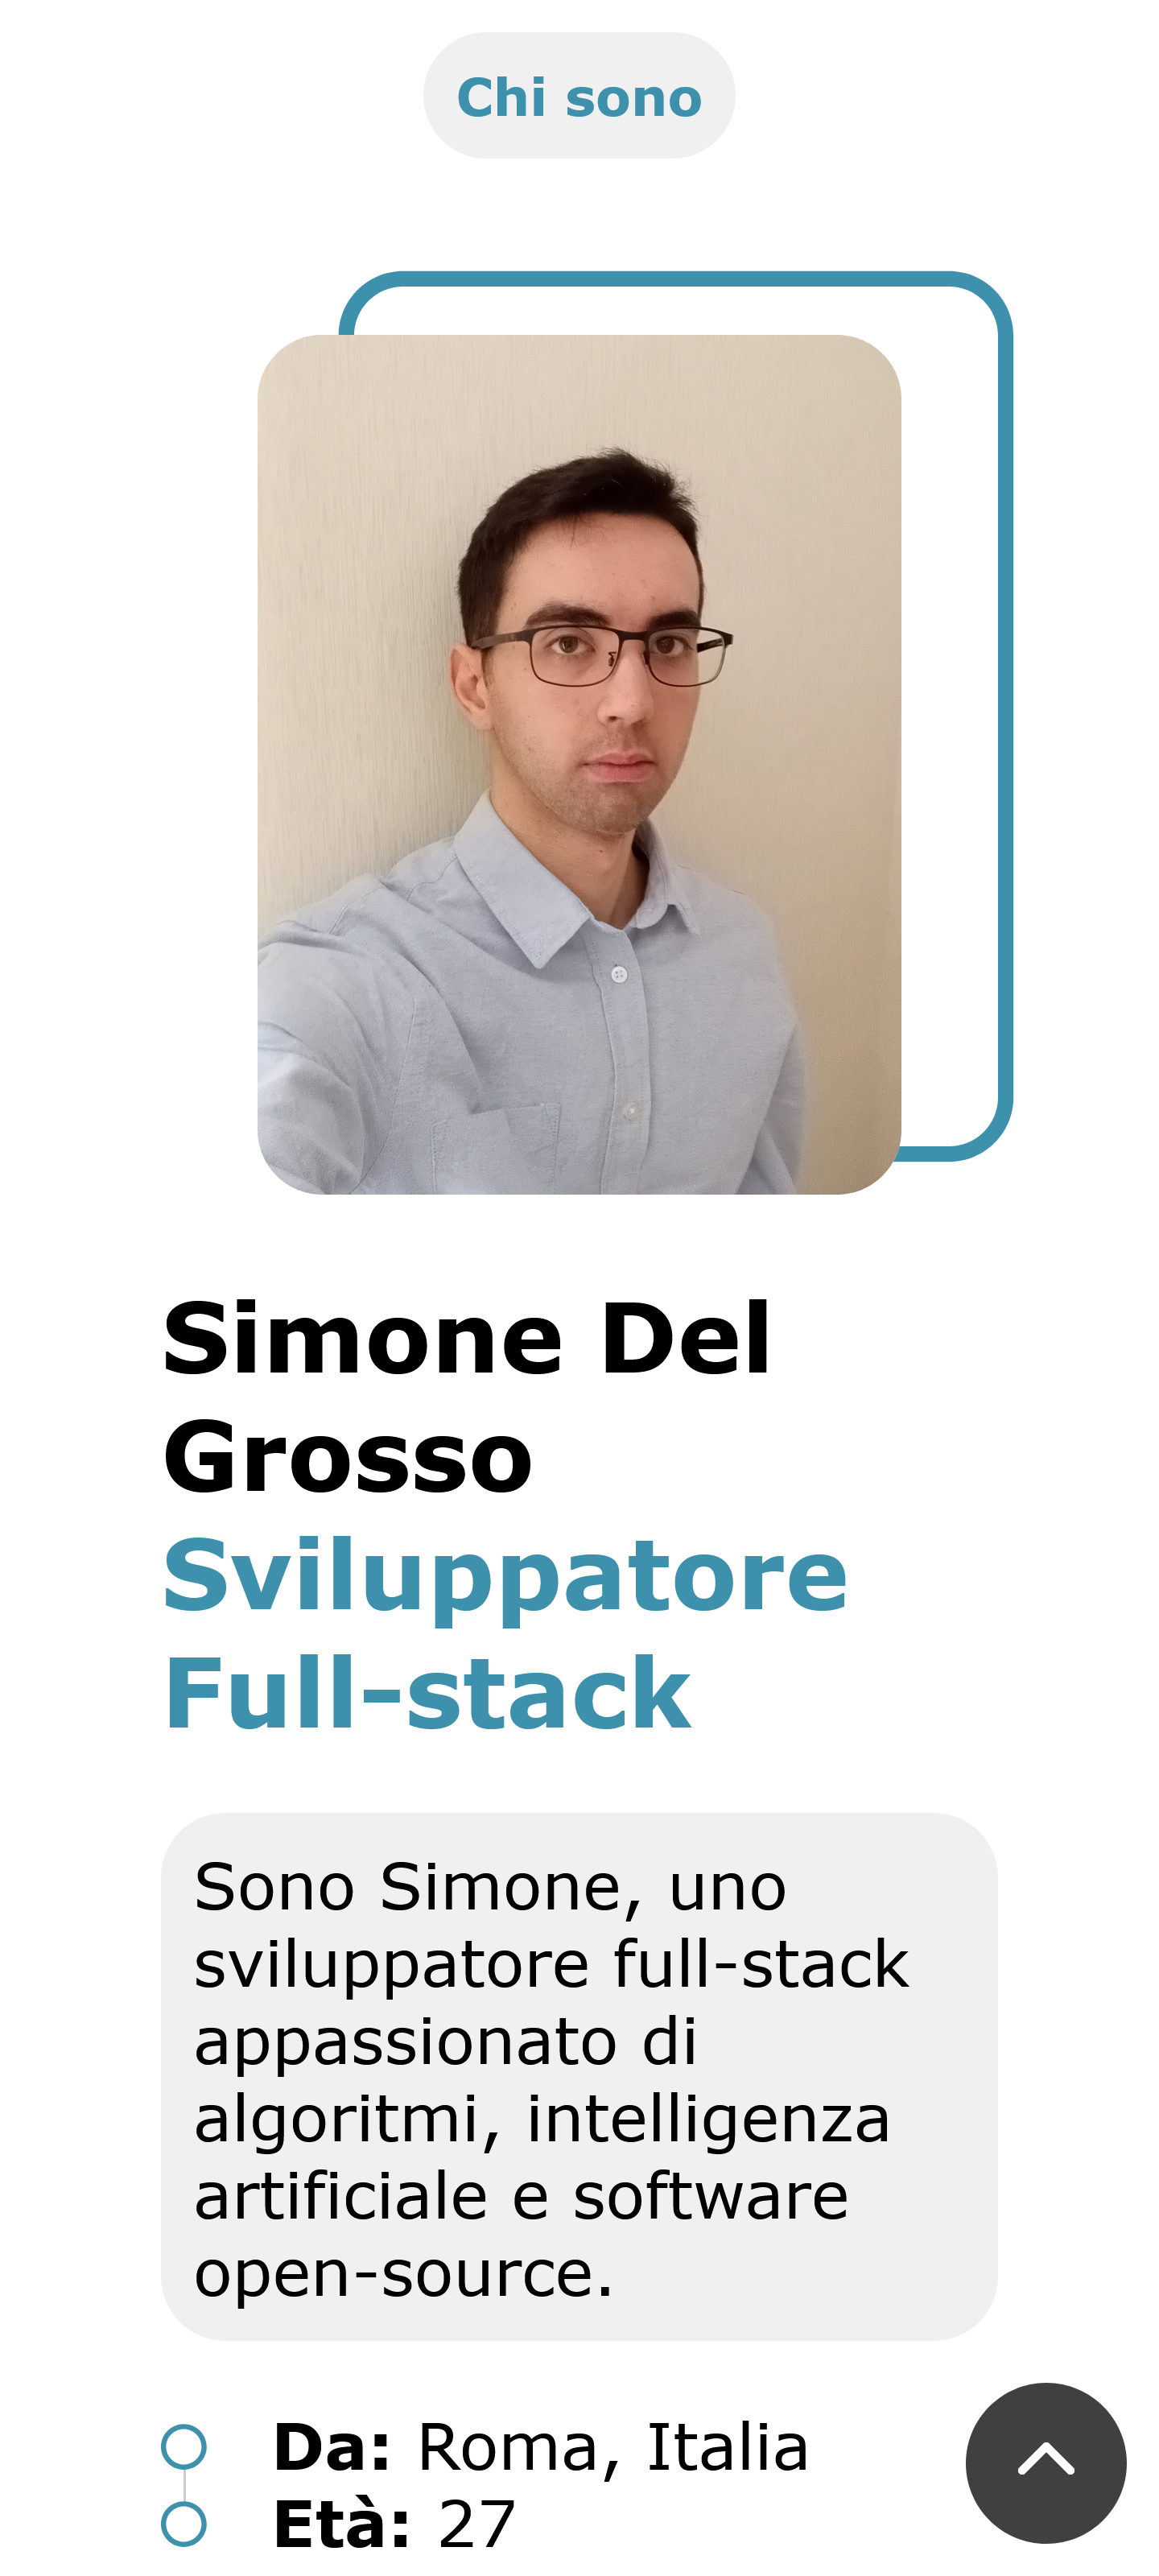 Chi sono
Simone Del
Grosso
Sviluppatore
Full-stack
Sono Simone, uno
sviluppatore full-stack
appassionato di
algoritmi, intelligenza
artificiale e software
open-source.
Da: Roma, Italia
Età: 27